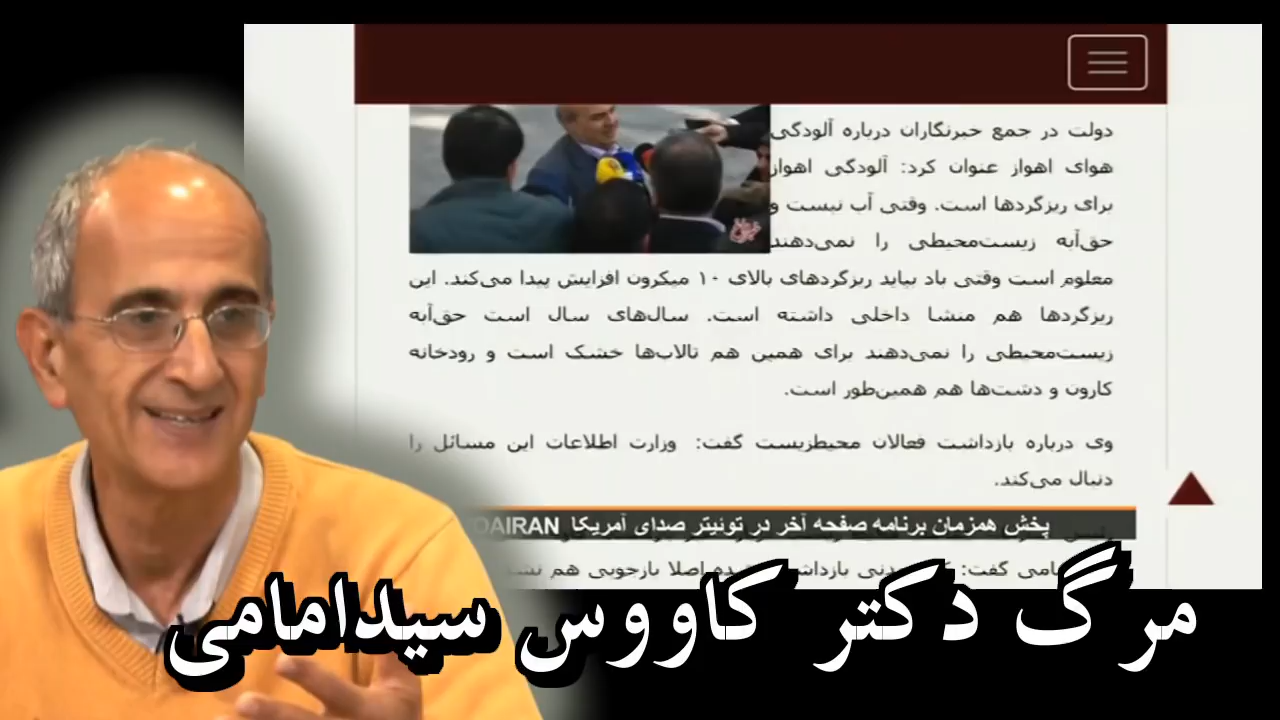 دولت در جمع خبرنگاران درباره آلودگی
هوای اهواز عنوان کرد: آلودگی اهواز
برای ریزگردها است. وقتی آب نیست و
حق‌آبه زیست‌محیطی را نمی‌دهند
معلوم است وقتی باد بیاید ریزگردهای بالای ۱۰ میکرون افزایش پیدا می‌کند. این
ریزگردها هم منشا داخلی داشته است. سال‌های سال است حق‌آبه
زیست‌محیطی را نمی‌دهند برای همین هم تالاب‌ها خشک است و رودخانه
کارون و دشت‌ها هم همین‌طور است.
وی درباره بازداشت فعالان محیط‌زیست گفت: وزارت اطلاعات این مسائل را
دنبال می‌کند.
پخش همزمان برنامه صفحه آخر در توئیتر صدای آمریکا OAIRAN
گفت: اصلا بازجویی هم
مرگ دکتر کاووس سیدامامی